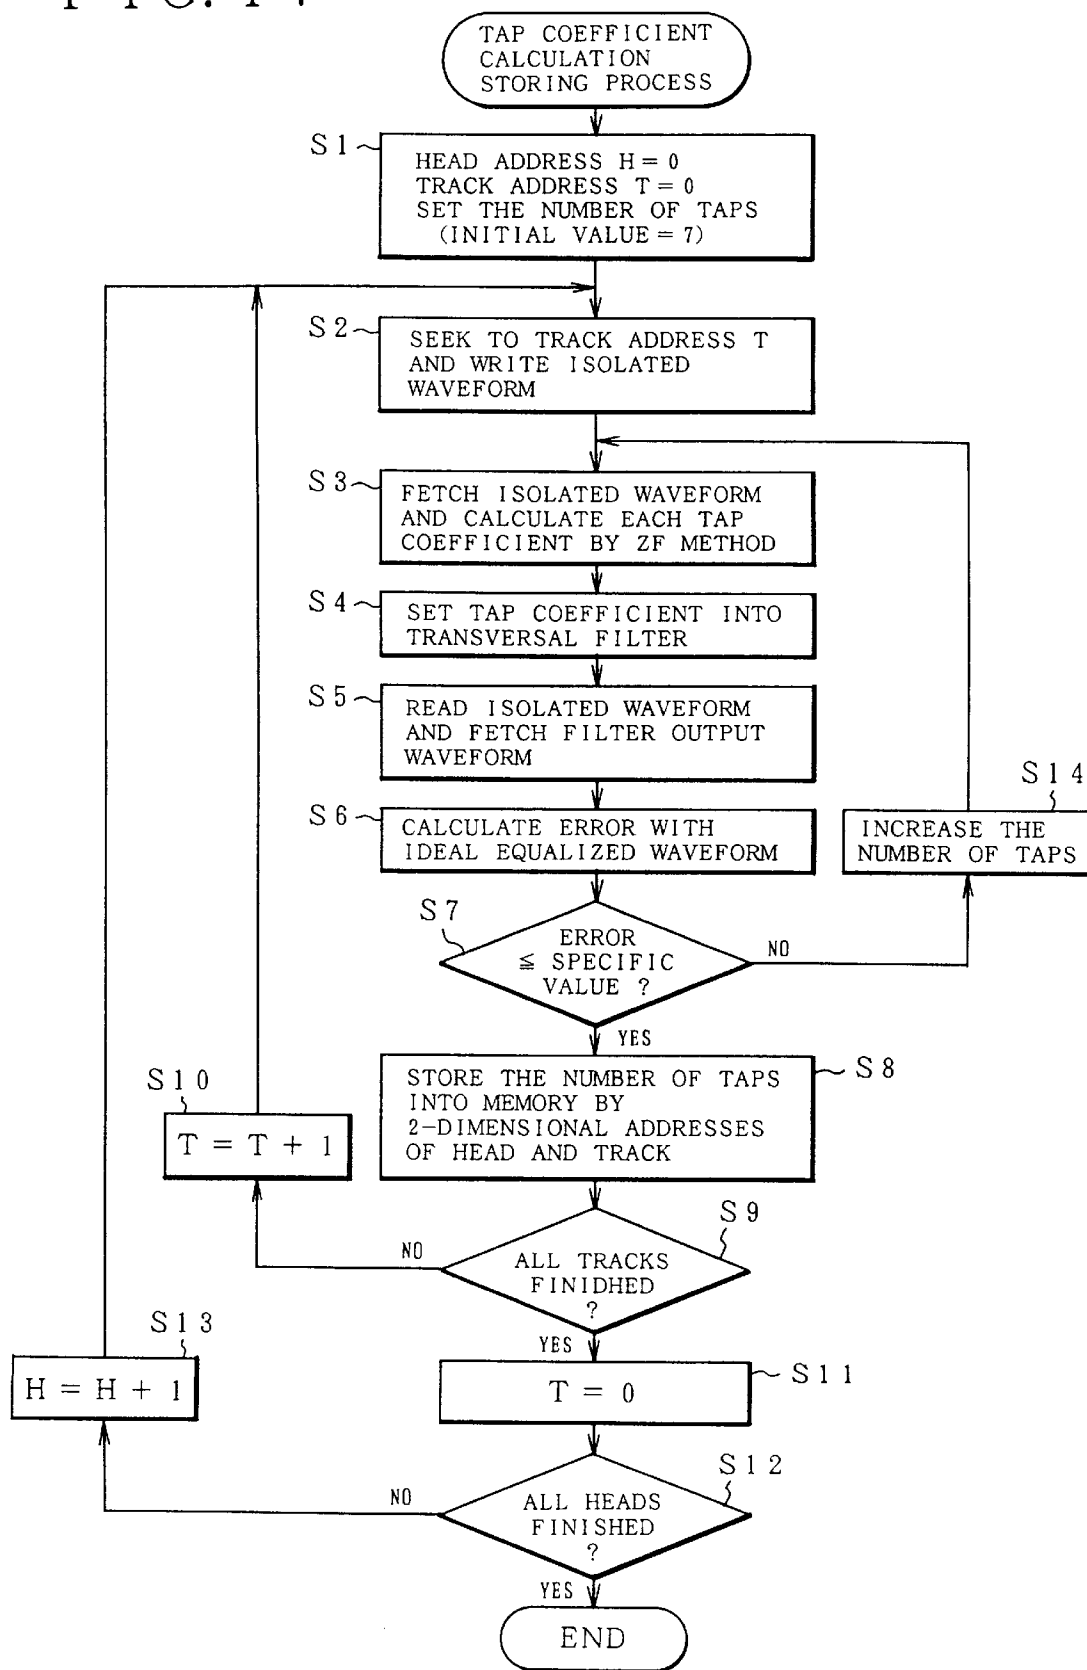 TAP COEFFICIENT
CALCULATION
STORING PROCESS
S1
HEAD ADDRESS H = 0
TRACK ADDRESS T = 0
SET THE NUMBER OF TAPS
(INITIAL VALUE = 7)
S2
SEEK TO TRACK ADDRESS T
AND WRITE ISOLATED
WAVEFORM
S3
FETCH ISOLATED WAVEFORM
AND CALCULATE EACH TAP
COEFFICIENT BY ZF METHOD
S4
SET TAP COEFFICIENT INTO
TRANSVERSAL FILTER
S5
READ ISOLATED WAVEFORM
AND FETCH FILTER OUTPUT
WAVEFORM
S14
S6
CALCULATE ERROR WITH
IDEAL EQUALIZED WAVEFORM
INCREASE THE
NUMBER OF TAPS
S7
ERROR
≦ SPECIFIC
VALUE ?
NO
YES
S8
STORE THE NUMBER OF TAPS
INTO MEMORY BY
2-DIMENSIONAL ADDRESSES
OF HEAD AND TRACK
S10
T = T + 1
S9
NO
ALL TRACKS
FINIDHED
?
YES
S13
H = H + 1
S11
T = 0
S12
NO
ALL HEADS
FINISHED
?
YES
END